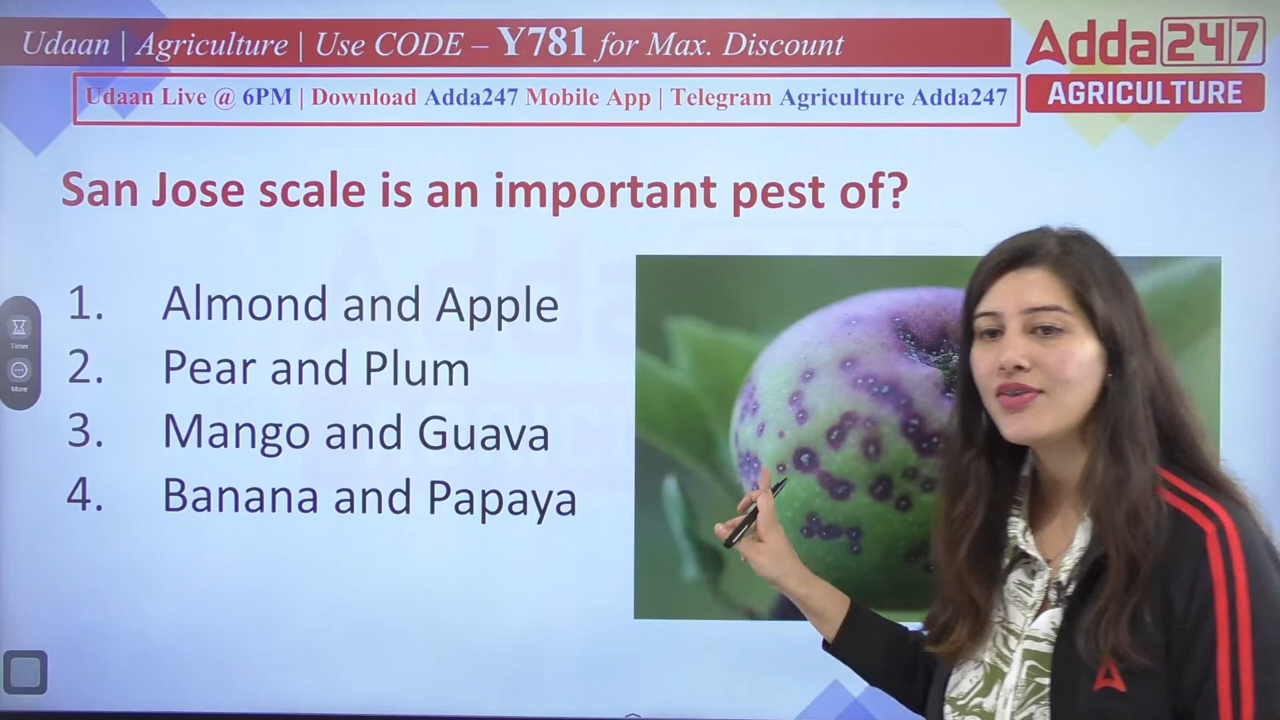 Udaan | Agriculture | Use CODE – Y781 for Max. Discount
Adda247
Udaan Live @ 6PM | Download Adda247 Mobile App | Telegram Agriculture Adda247
AGRICULTURE
San Jose scale is an important pest of?
1. Almond and Apple
2. Pear and Plum
3. Mango and Guava
4. Banana and Papaya
Timer
More